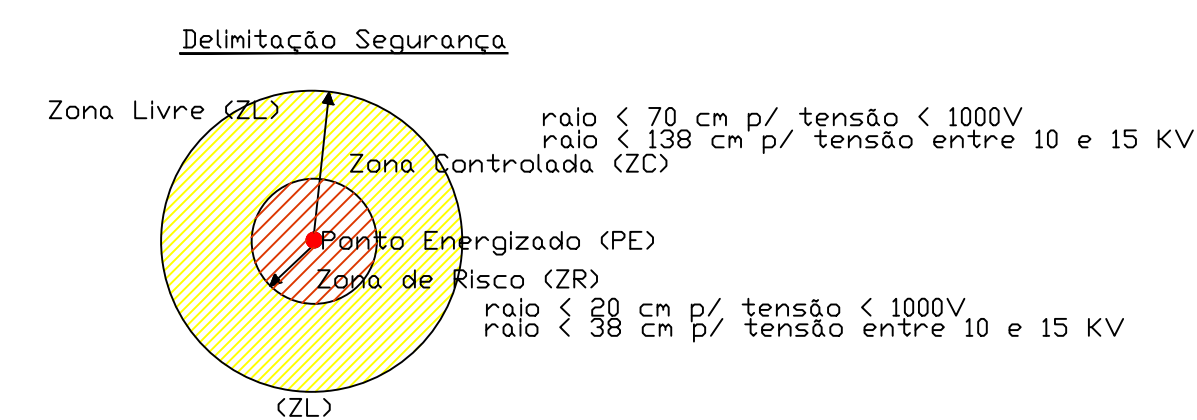 Delimitação Segurança
Zona Livre (ZL)
raio < 70 cm p/ tensão < 1000V
raio < 138 cm p/ tensão entre 10 e 15 KV
Zona Controlada (ZC)
Ponto Energizado (PE)
Zona de Risco (ZR)
raio < 20 cm p/ tensão < 1000V
raio < 38 cm p/ tensão entre 10 e 15 KV
(ZL)